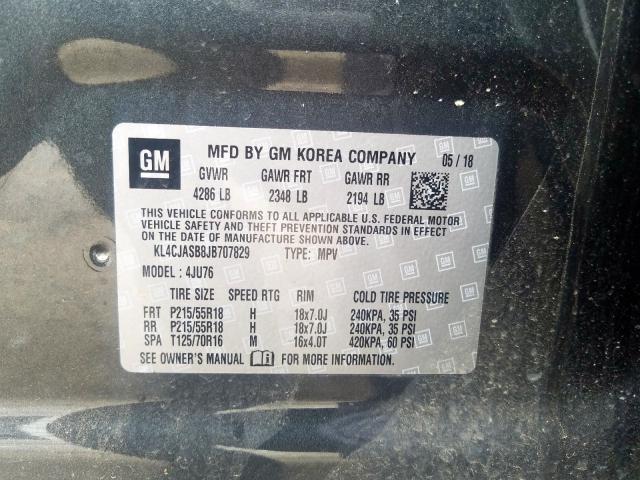 GM
MFD BY GM KOREA COMPANY 05 / 18
GVWR GAWR FRT GAWR RR
4286 LB 2348 LB 2194 LB
THIS VEHICLE CONFORMS TO ALL APPLICABLE U.S. FEDERAL MOTOR
VEHICLE SAFETY AND THEFT PREVENTION STANDARDS IN EFFECT
ON THE DATE OF MANUFACTURE SHOWN ABOVE.
KL4CJASB8JB707829 TYPE: MPV
MODEL : 4JU76
TIRE SIZE SPEED RTG RIM COLD TIRE PRESSURE
FRT P215/55R18 H 18x7.0J 240KPA, 35 PSI
RR P215/55R18 H 18x7.0J 240KPA, 35 PSI
SPA T125/70R16 M 16x4.0T 420KPA, 60 PSI
SEE OWNER'S MANUAL FOR MORE INFORMATION.